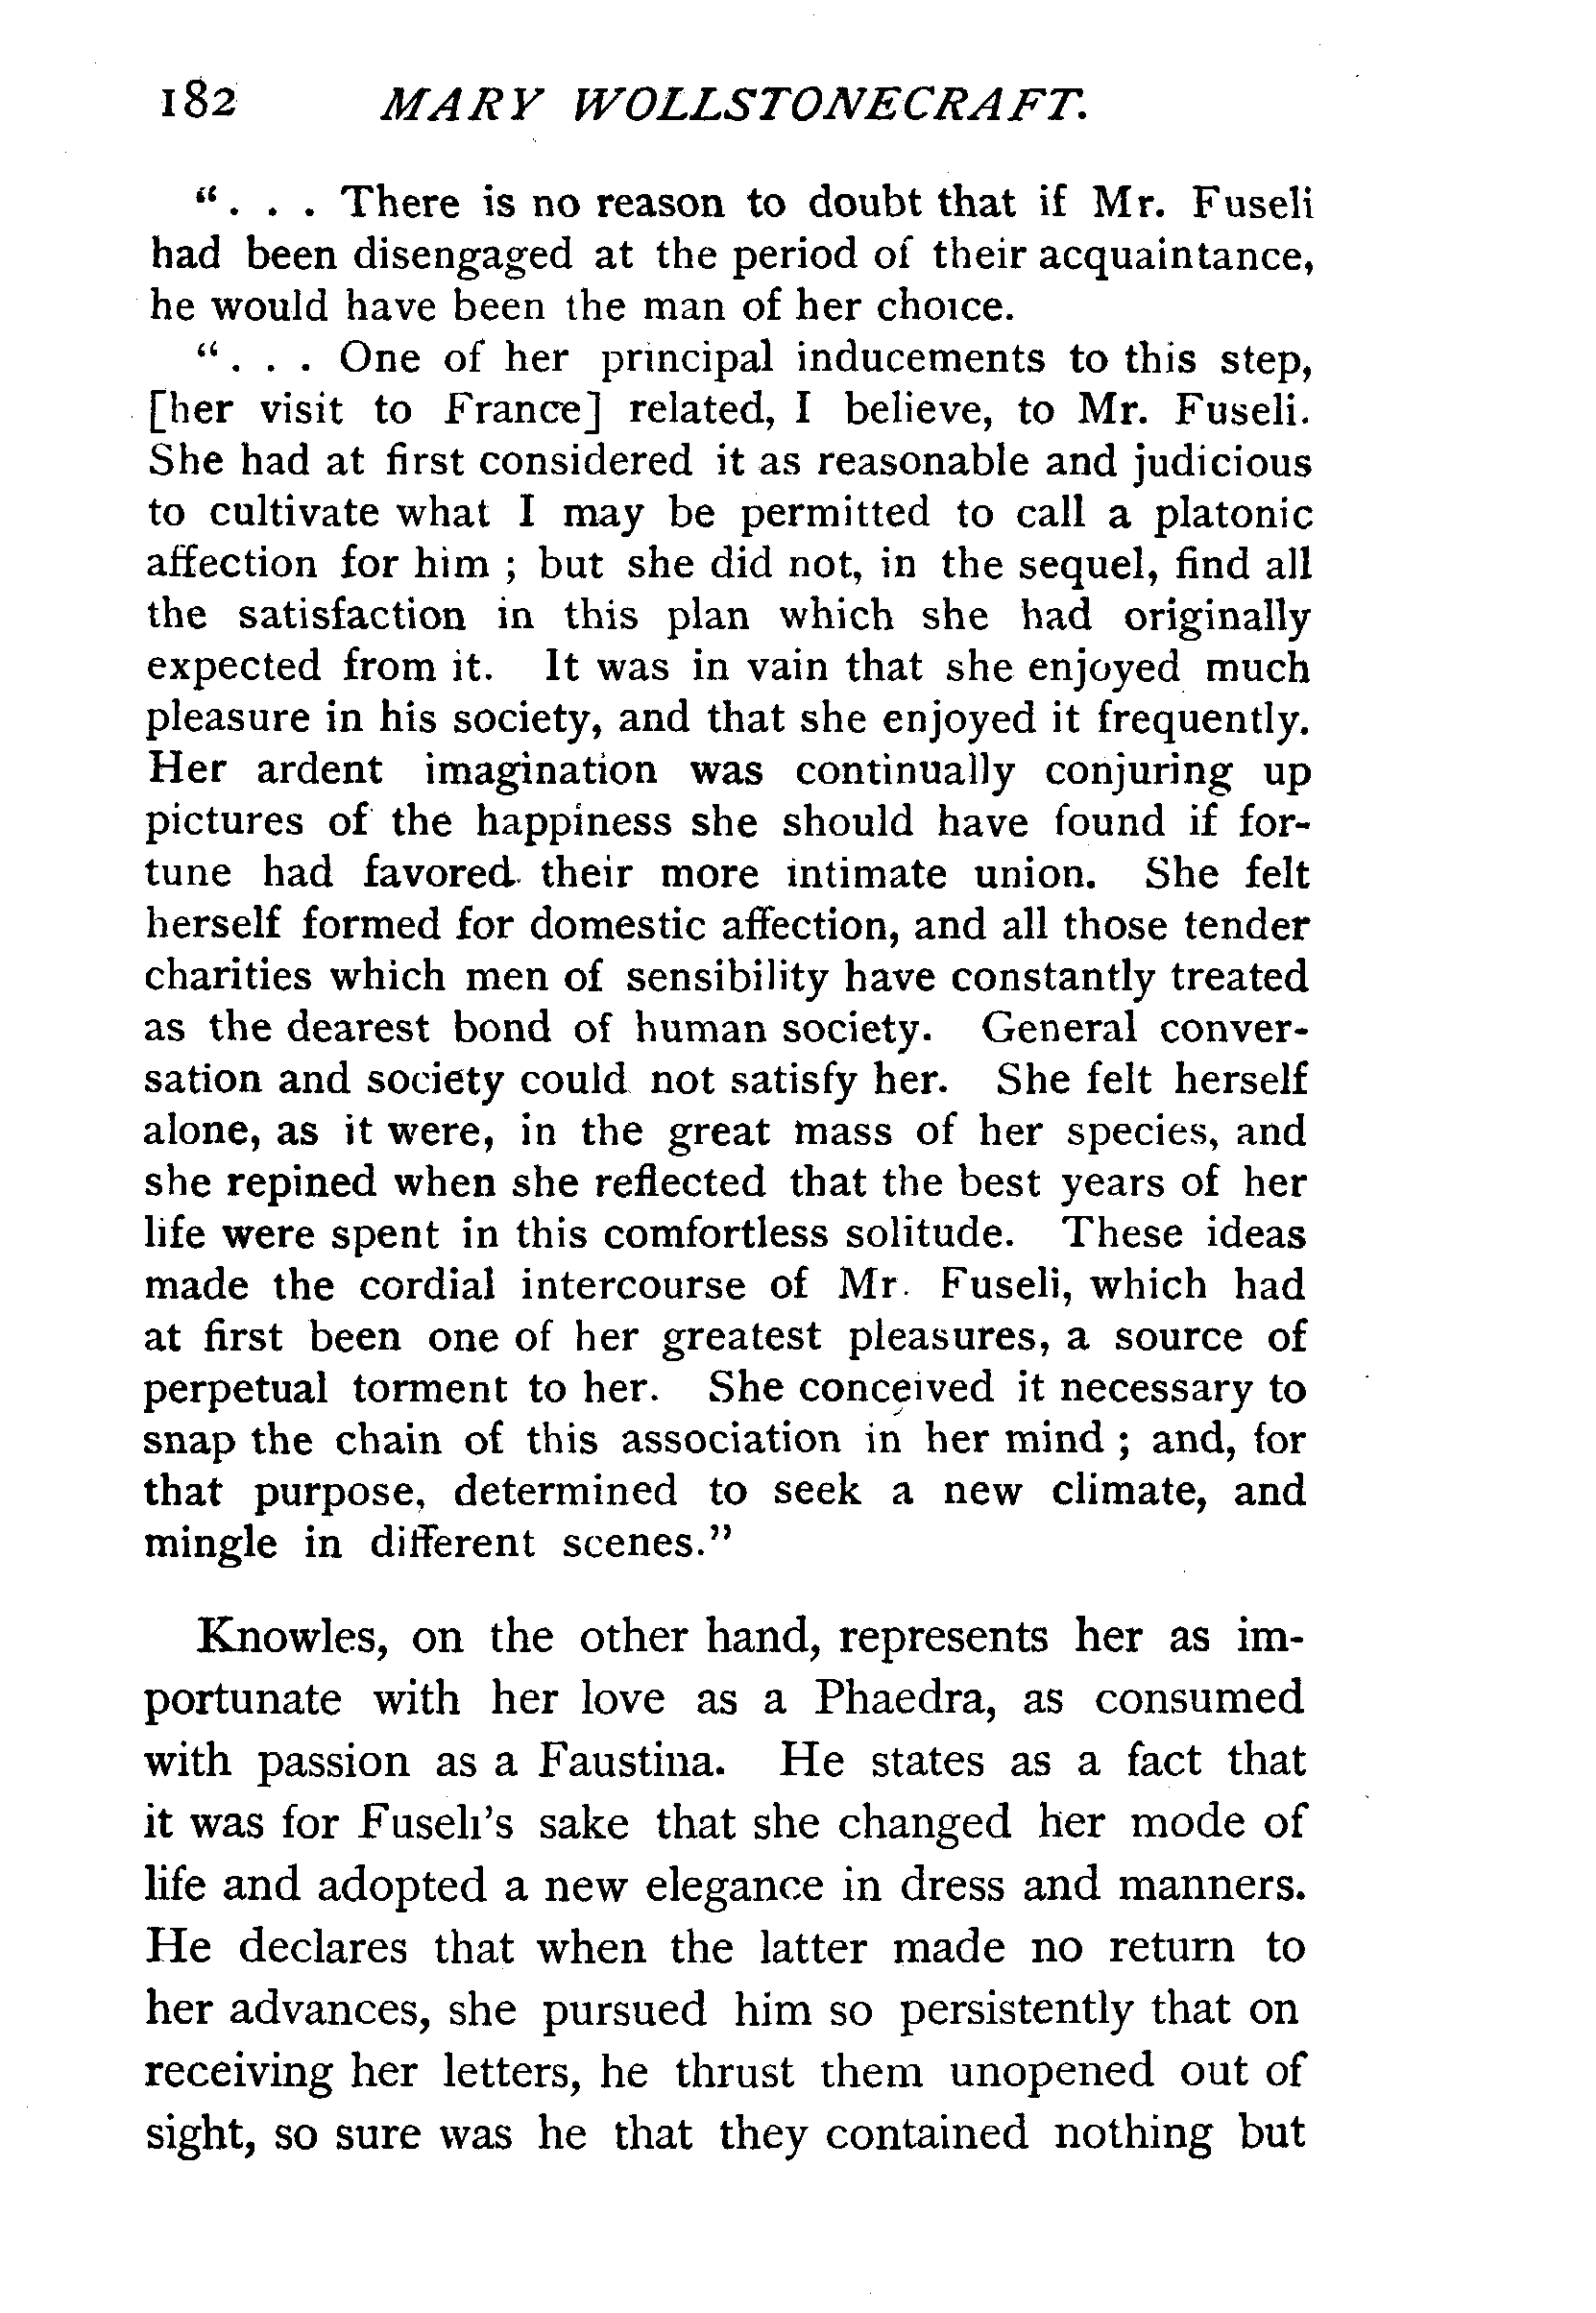 182 MARY WOLLSTONECRAFT.
". . . There is no reason to doubt that if Mr. Fuseli
had been disengaged at the period of their acquaintance,
he would have been the man of her choice.
". . . One of her principal inducements to this step,
[her visit to France] related, I believe, to Mr. Fuseli.
She had at first considered it as reasonable and judicious
to cultivate what I may be permitted to call a platonic
affection for him ; but she did not, in the sequel, find all
the satisfaction in this plan which she had originally
expected from it. It was in vain that she enjoyed much
pleasure in his society, and that she enjoyed it frequently.
Her ardent imagination was continually conjuring up
pictures of the happiness she should have found if for-
tune had favored their more intimate union. She felt
herself formed for domestic affection, and all those tender
charities which men of sensibility have constantly treated
as the dearest bond of human society. General conver-
sation and society could not satisfy her. She felt herself
alone, as it were, in the great mass of her species, and
she repined when she reflected that the best years of her
life were spent in this comfortless solitude. These ideas
made the cordial intercourse of Mr. Fuseli, which had
at first been one of her greatest pleasures, a source of
perpetual torment to her. She conceived it necessary to
snap the chain of this association in her mind ; and, for
that purpose, determined to seek a new climate, and
mingle in different scenes."
Knowles, on the other hand, represents her as im-
portunate with her love as a Phaedra, as consumed
with passion as a Faustina. He states as a fact that
it was for Fuseli's sake that she changed her mode of
life and adopted a new elegance in dress and manners.
He declares that when the latter made no return to
her advances, she pursued him so persistently that on
receiving her letters, he thrust them unopened out of
sight, so sure was he that they contained nothing but